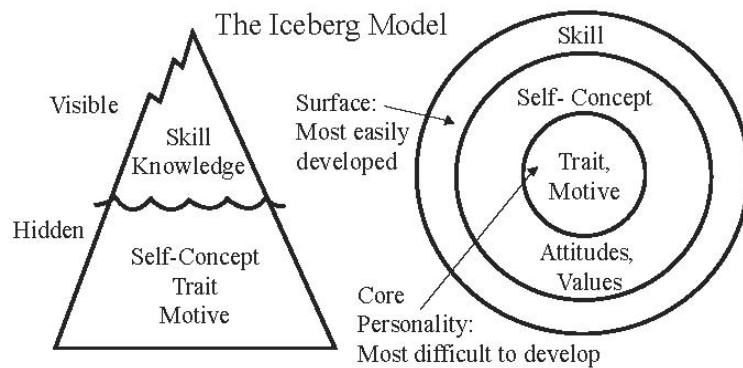 The Iceberg Model
Visible
Skill
Knowledge
Hidden
Self-Concept
Trait
Motive
Skill
Surface:
Most easily
developed
Self- Concept
Trait,
Motive
Attitudes,
Values
Core
Personality:
Most difficult to develop